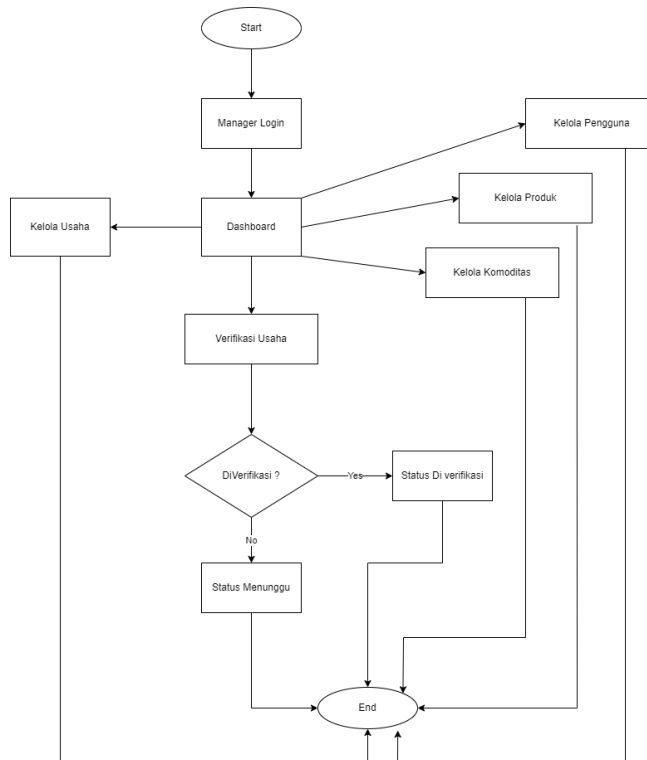 Start
Manager Login
Kelola Pengguna
Kelola Produk
Kelola Usaha
Dashboard
Kelola Komoditas
Verifikasi Usaha
DiVerifikasi ?
Yes
Status Di verifikasi
No
Status Menunggu
End